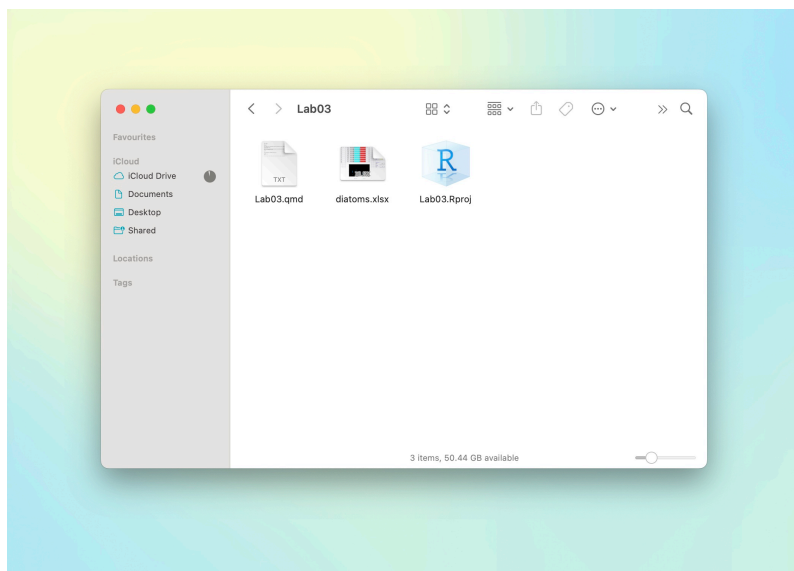 Lab03
Favourites
iCloud
iCloud Drive
Documents
Desktop
Shared
Locations
Tags
TXT
R
Lab03.qmd
diatoms.xlsx
Lab03.Rproj
3 items, 50.44 GB available